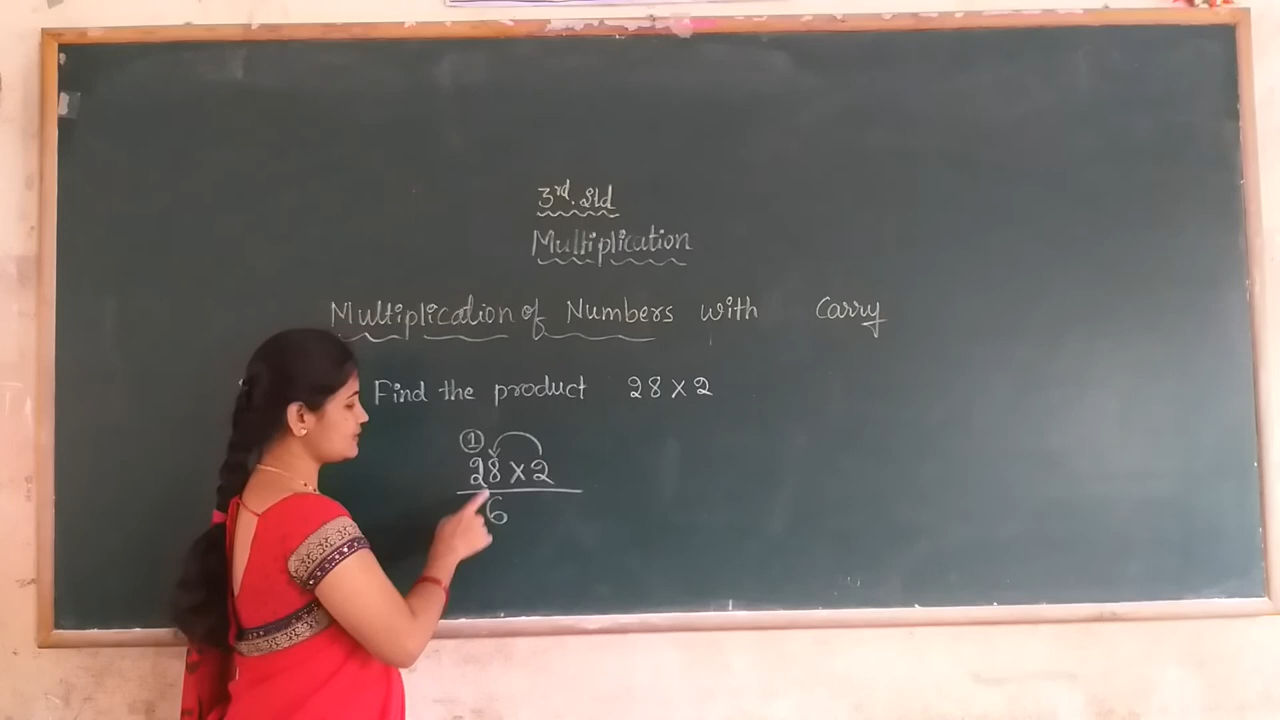 3rd. Std
Multiplication
Multiplication of Numbers with Carry
Find the product 28 × 2
1
28 × 2
6